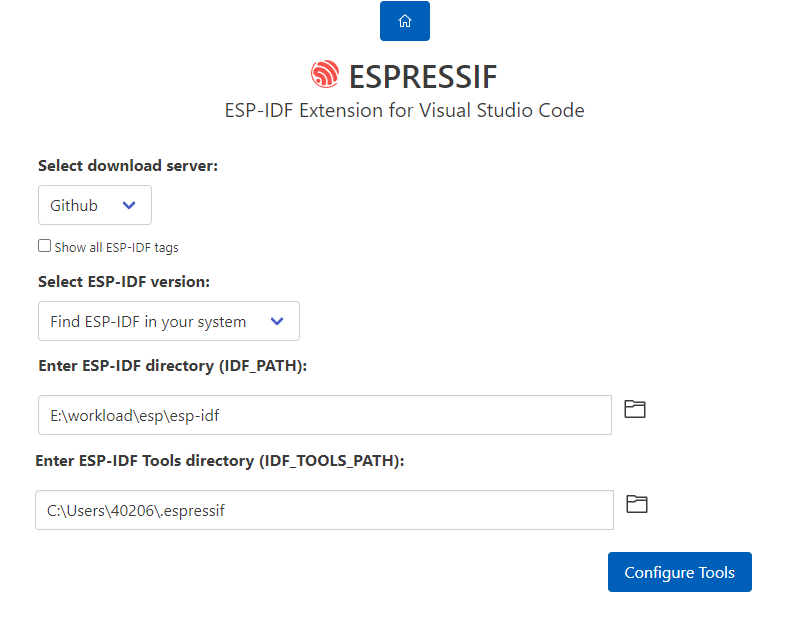 ESPRESSIF
ESP-IDF Extension for Visual Studio Code
Select download server:
Github
Show all ESP-IDF tags
Select ESP-IDF version:
Find ESP-IDF in your system
Enter ESP-IDF directory (IDF_PATH):
E:\workload\esp\esp-idf
Enter ESP-IDF Tools directory (IDF_TOOLS_PATH):
C:\Users\40206\.espressif
Configure Tools